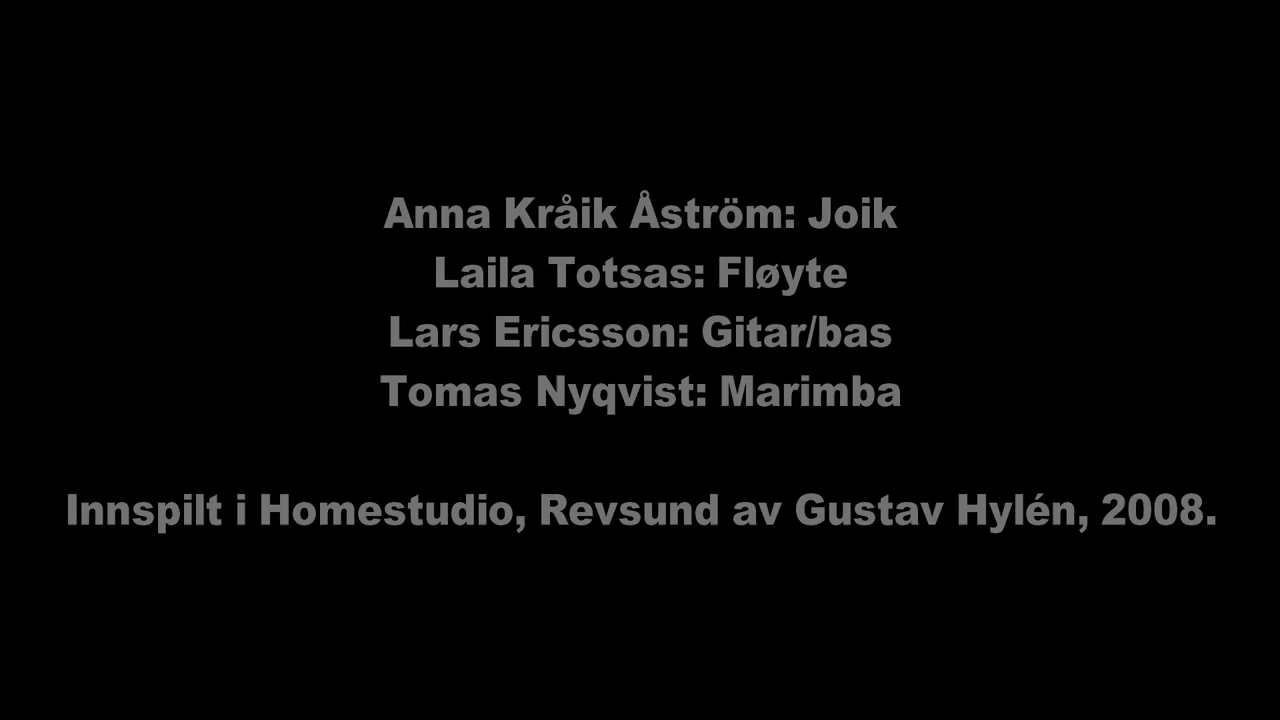 Anna Kråik Åström: Joik
Laila Totsas: Fløyte
Lars Ericsson: Gitar/bas
Tomas Nyqvist: Marimba
Innspilt i Homestudio, Revsund av Gustav Hylén, 2008.